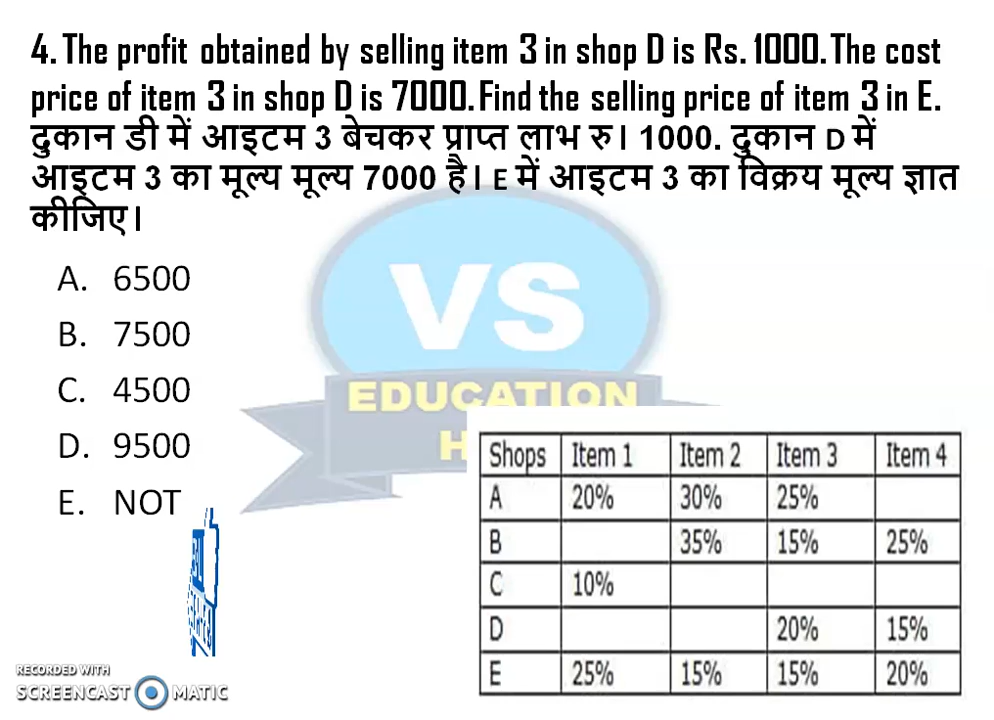 4. The profit obtained by selling item 3 in shop D is Rs. 1000. The cost
price of item 3 in shop D is 7000. Find the selling price of item 3 in E.
दुकान डी में आइटम 3 बेचकर प्राप्त लाभ रु। 1000. दुकान D में
आइटम 3 का मूल्य मूल्य 7000 है। E में आइटम 3 का विक्रय मूल्य ज्ञात
कीजिए।
A. 6500
B. 7500
C. 4500
D. 9500
E. NOT
VS
EDUCATION
H
Shops Item 1 Item 2 Item 3 Item 4
A 20% 30% 25%
B 35% 15% 25%
C 10%
D 20% 15%
E 25% 15% 15% 20%
RECORDED WITH
SCREENCAST MATIC